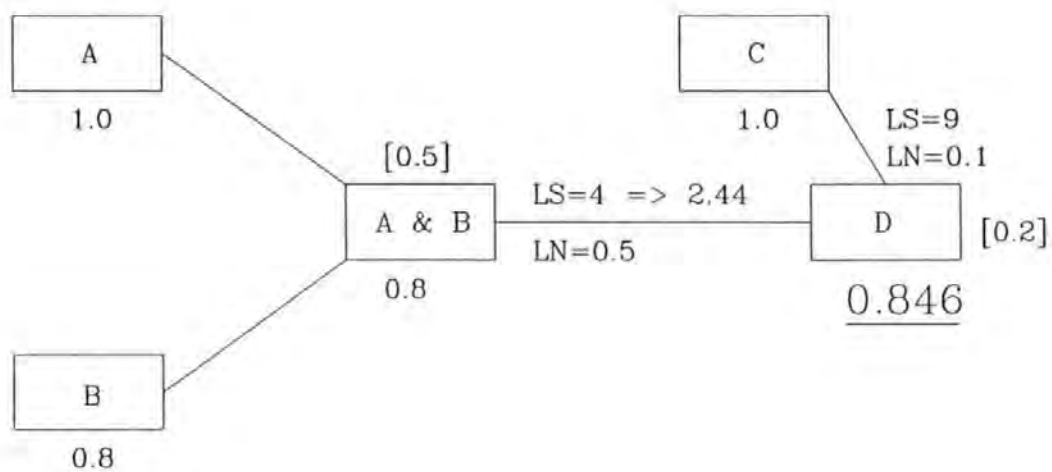 A
1.0
C
1.0
LS=9
LN=0.1
[0.5]
A & B
0.8
LS=4 => 2.44
LN=0.5
D
[0.2]
0.846
B
0.8